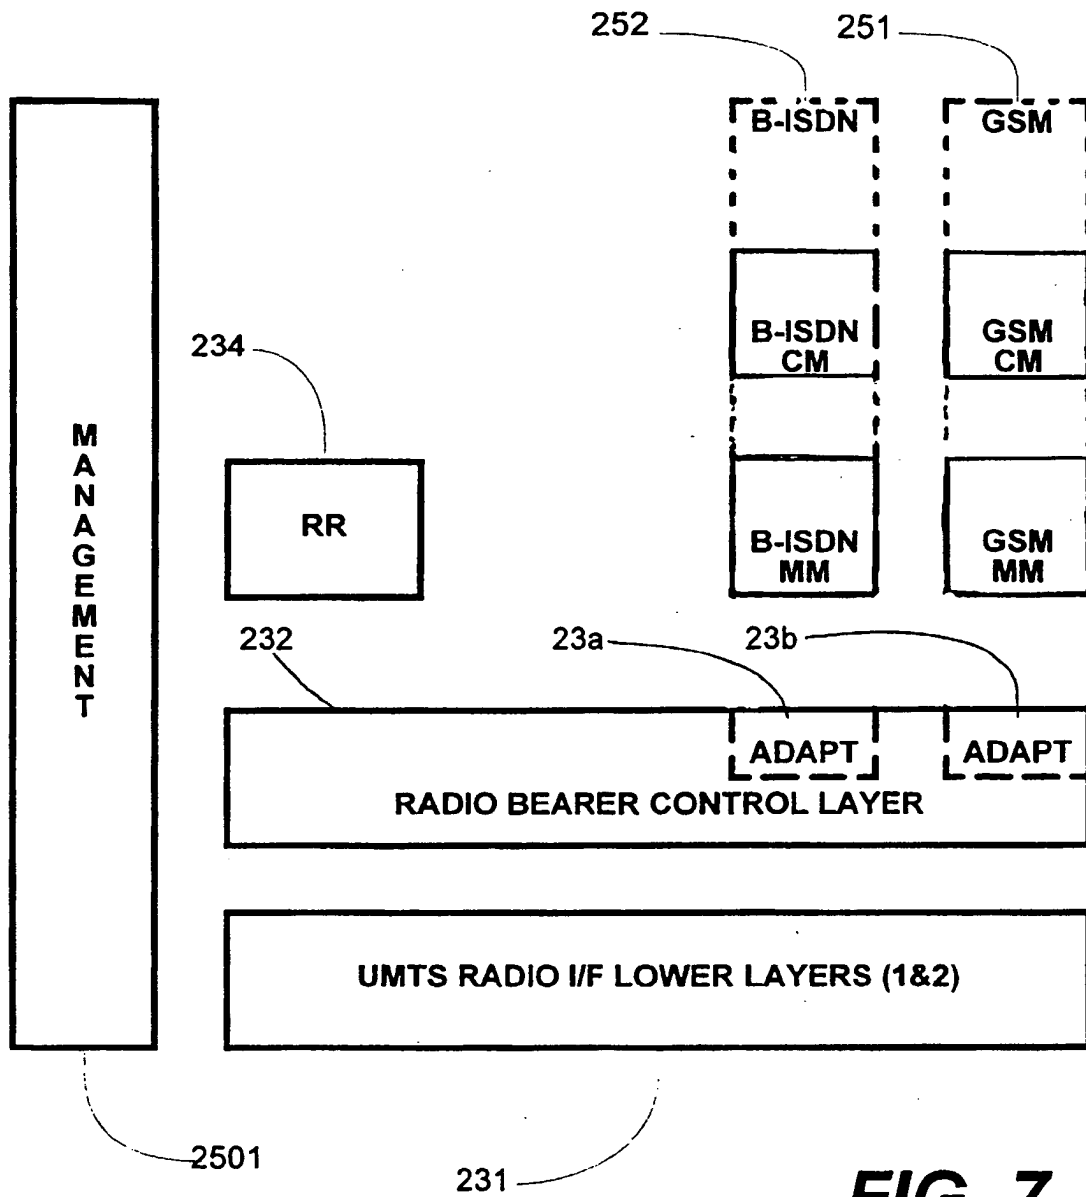 252
251
B-ISDN
GSM
B-ISDN
CM
GSM
CM
234
MANAGEMENT
RR
B-ISDN
MM
GSM
MM
232
23a
23b
ADAPT
ADAPT
RADIO BEARER CONTROL LAYER
UMTS RADIO I/F LOWER LAYERS (1&2)
2501
231
FIG. 7